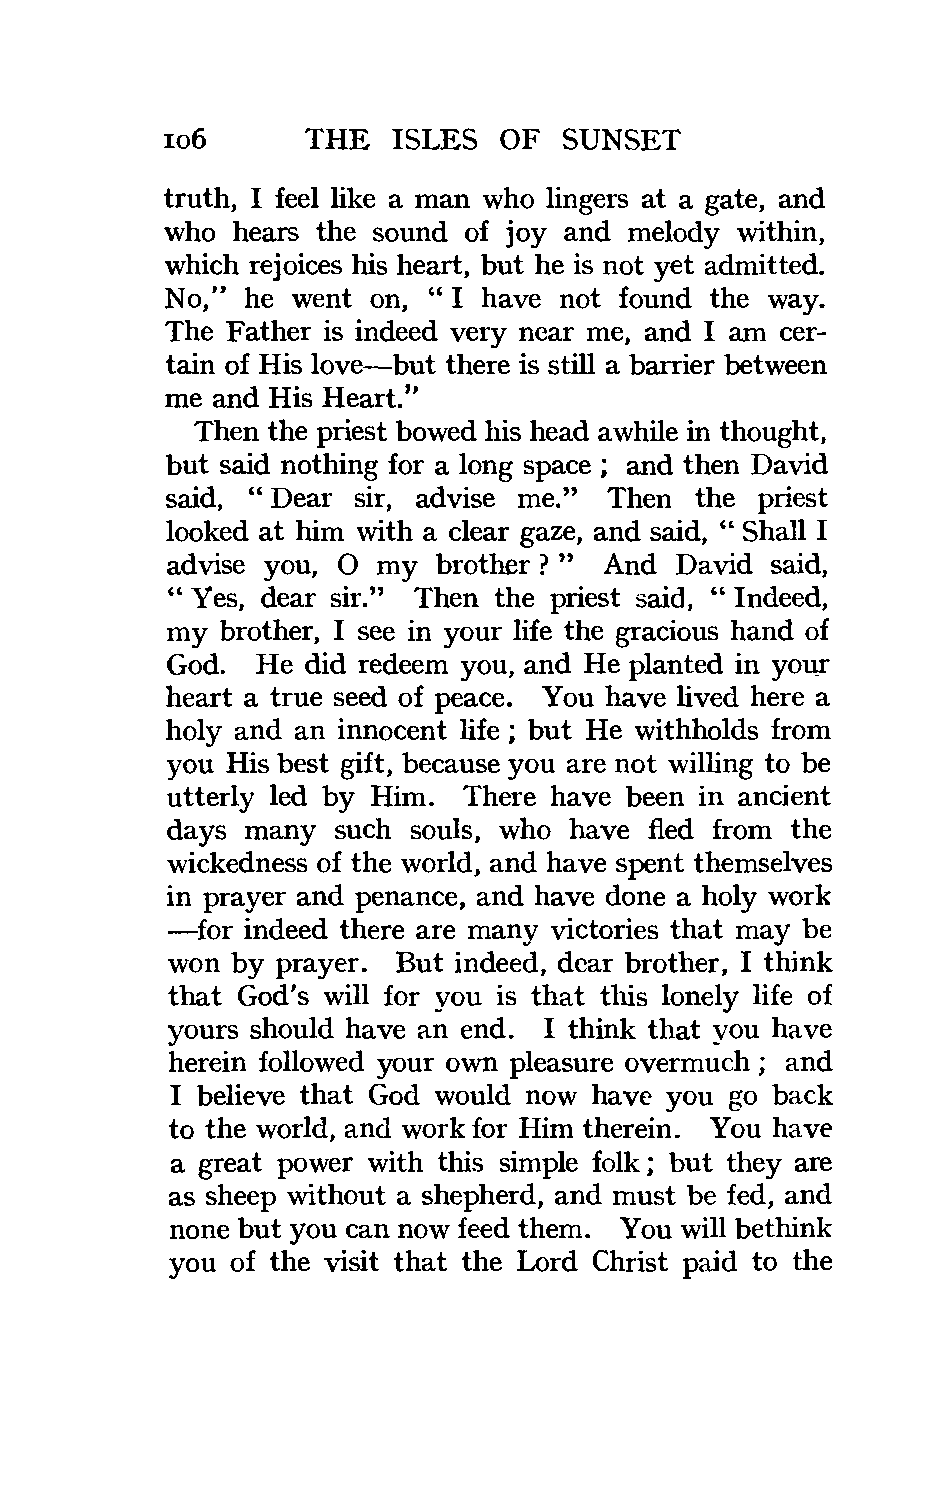 106 THE ISLES OF SUNSET
truth, I feel like a man who lingers at a gate, and
who hears the sound of joy and melody within,
which rejoices his heart, but he is not yet admitted.
No," he went on, " I have not found the way.
The Father is indeed very near me, and I am cer-
tain of His love—but there is still a barrier between
me and His Heart."
Then the priest bowed his head awhile in thought,
but said nothing for a long space ; and then David
said, " Dear sir, advise me." Then the priest
looked at him with a clear gaze, and said, " Shall I
advise you, O my brother ? " And David said,
" Yes, dear sir." Then the priest said, " Indeed,
my brother, I see in your life the gracious hand of
God. He did redeem you, and He planted in your
heart a true seed of peace. You have lived here a
holy and an innocent life ; but He withholds from
you His best gift, because you are not willing to be
utterly led by Him. There have been in ancient
days many such souls, who have fled from the
wickedness of the world, and have spent themselves
in prayer and penance, and have done a holy work
—for indeed there are many victories that may be
won by prayer. But indeed, dear brother, I think
that God's will for you is that this lonely life of
yours should have an end. I think that you have
herein followed your own pleasure overmuch ; and
I believe that God would now have you go back
to the world, and work for Him therein. You have
a great power with this simple folk ; but they are
as sheep without a shepherd, and must be fed, and
none but you can now feed them. You will bethink
you of the visit that the Lord Christ paid to the